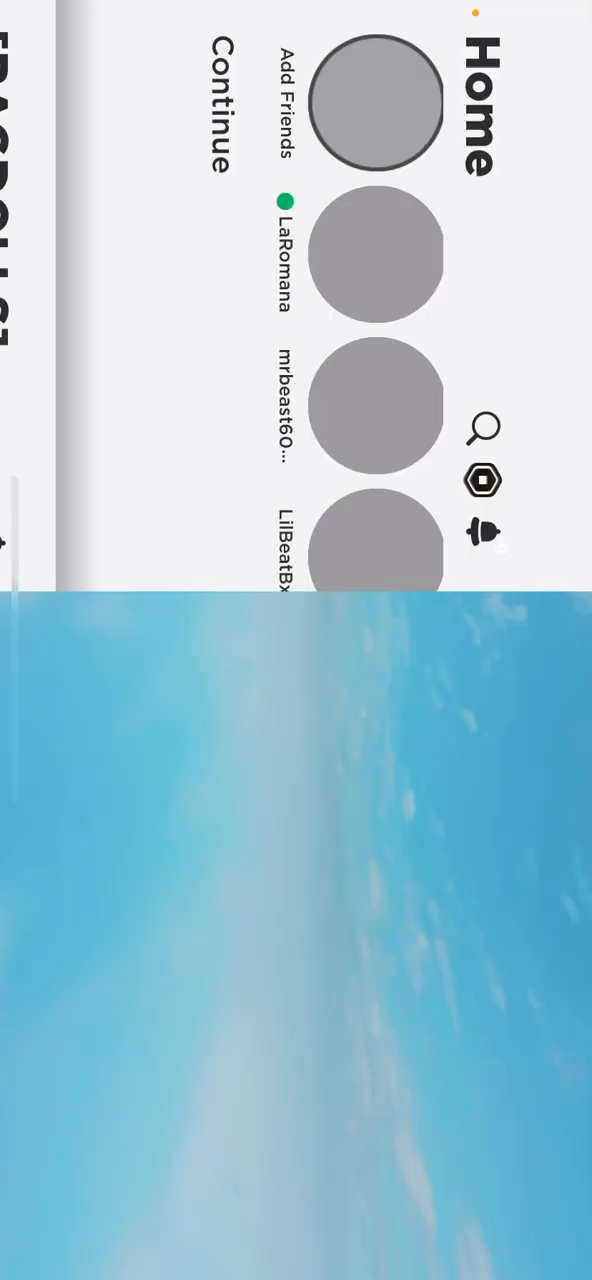 Home
Add Friends
LaRomana
mrbeast60...
LilBeatBx
Continue